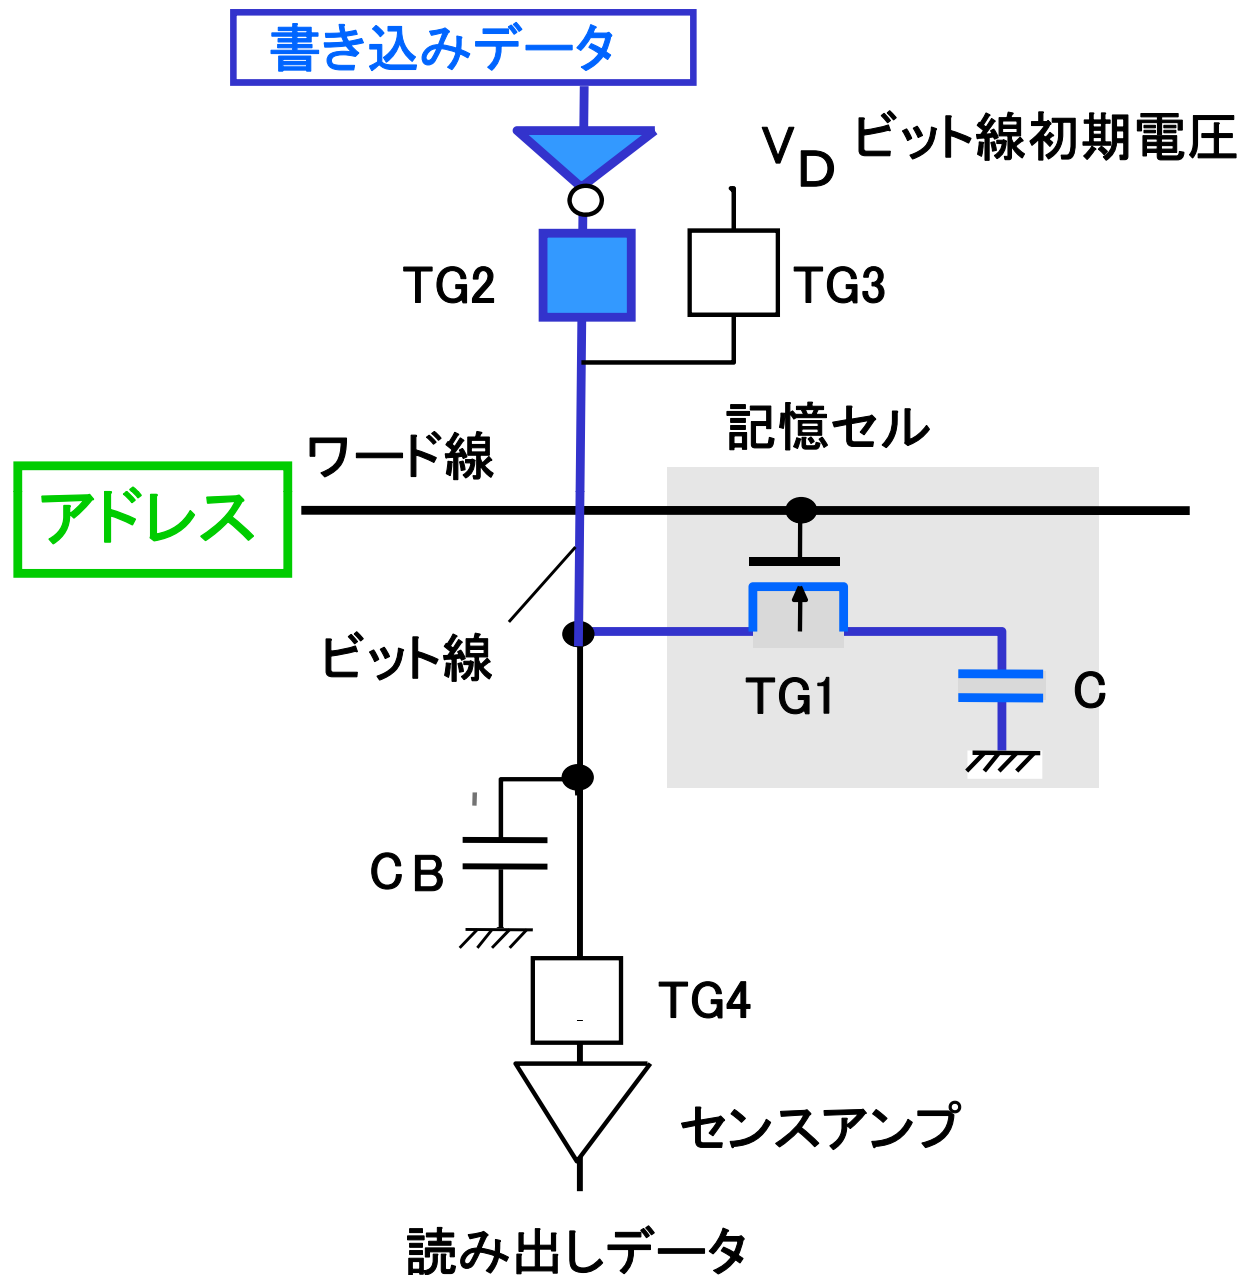 書き込みデータ
VD ビット線初期電圧
TG2
TG3
記憶セル
ワード線
アドレス
ビット線
TG1
C
CB
TG4
センスアンプ
読み出しデータ